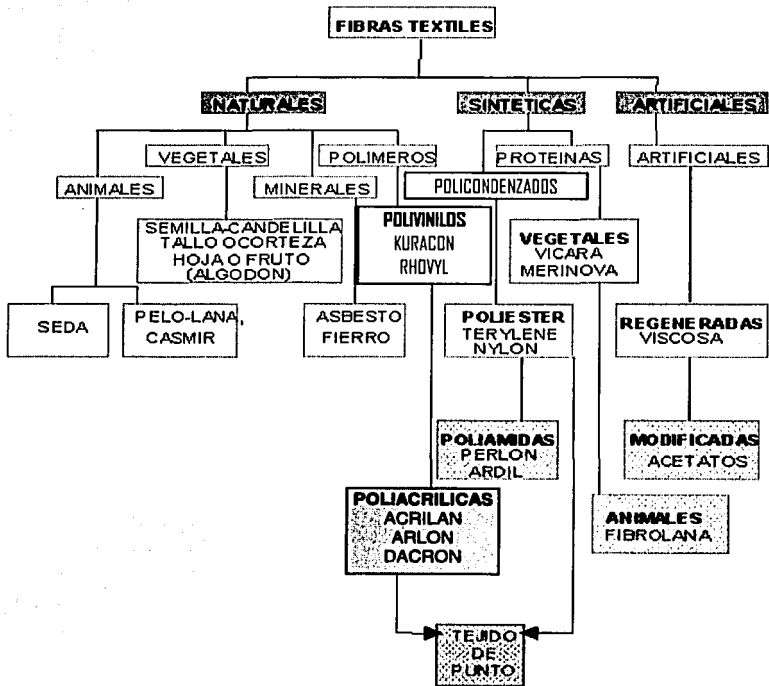 FIBRAS TEXTILES
NATURALES
SINTETICAS
ARTIFICIALES
VEGETALES
POLIMEROS
PROTEINAS
ARTIFICIALES
ANIMALES
MINERALES
POLICONDENZADOS
SEMILLA-CANDELILLA
TALLO OCORTEZA
HOJA O FRUTO
(ALGODON)
POLIVINILOS
KURACON
RHOVYL
VEGETALES
VICARA
MERINOVA
SEDA
PELO-LANA,
CASMIR
ASBESTO
FIERRO
POLIESTER
TERYLENE
NYLON
REGENERADAS
VISCOSA
POLIAMIDAS
PERLON
ARDIL
MODIFICADAS
ACETATOS
POLIACRILICAS
ACRILAN
ARLON
DACRON
ANIMALES
FIBROLANA
TEJIDO
DE
PUNTO